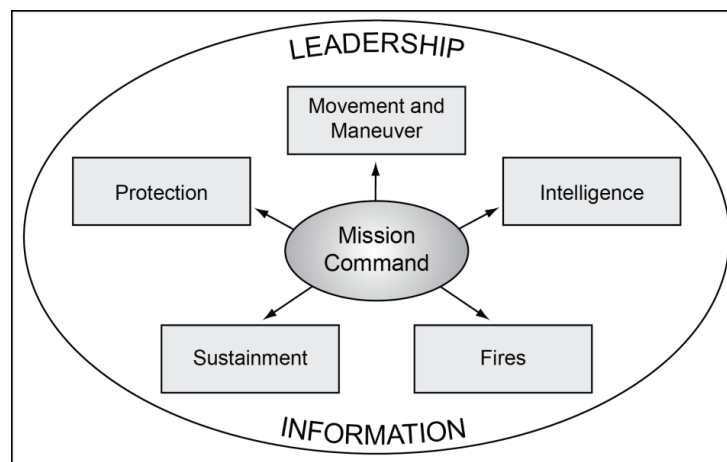 LEADERSHIP
Movement and
Maneuver
Protection
Intelligence
Mission
Command
Sustainment
Fires
INFORMATION